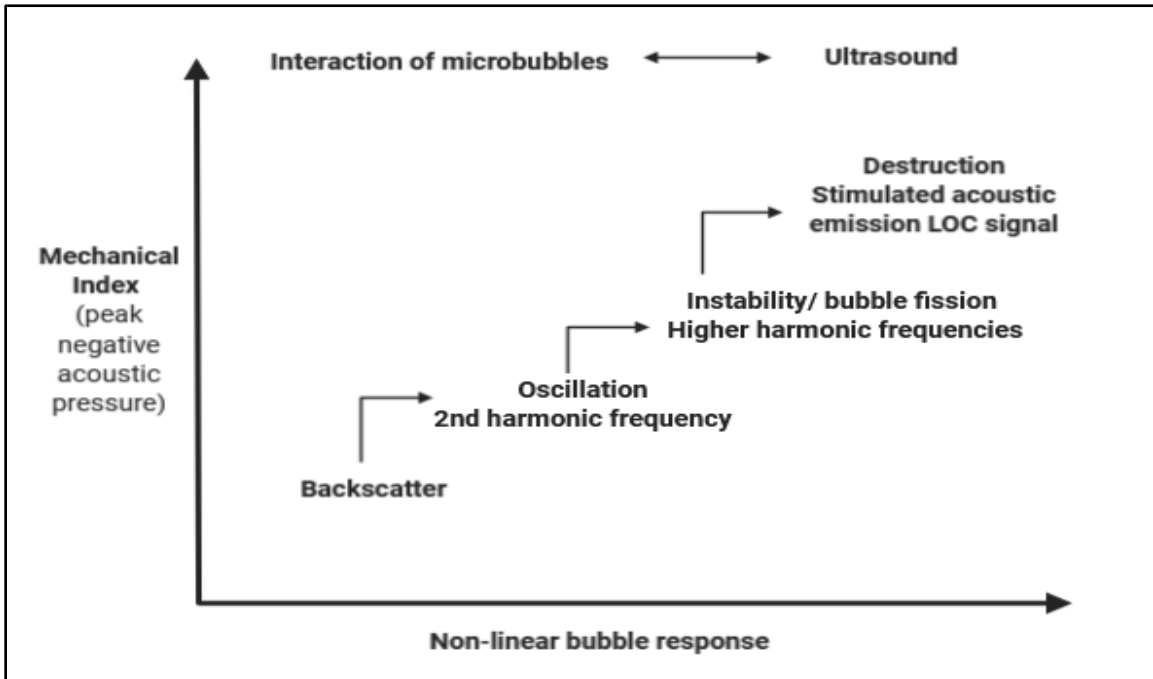 Interaction of microbubbles
Ultrasound
Destruction
Stimulated acoustic
emission LOC signal
Mechanical
Index
(peak
negative
acoustic
pressure)
Instability/ bubble fission
Higher harmonic frequencies
Oscillation
2nd harmonic frequency
Backscatter
Non-linear bubble response